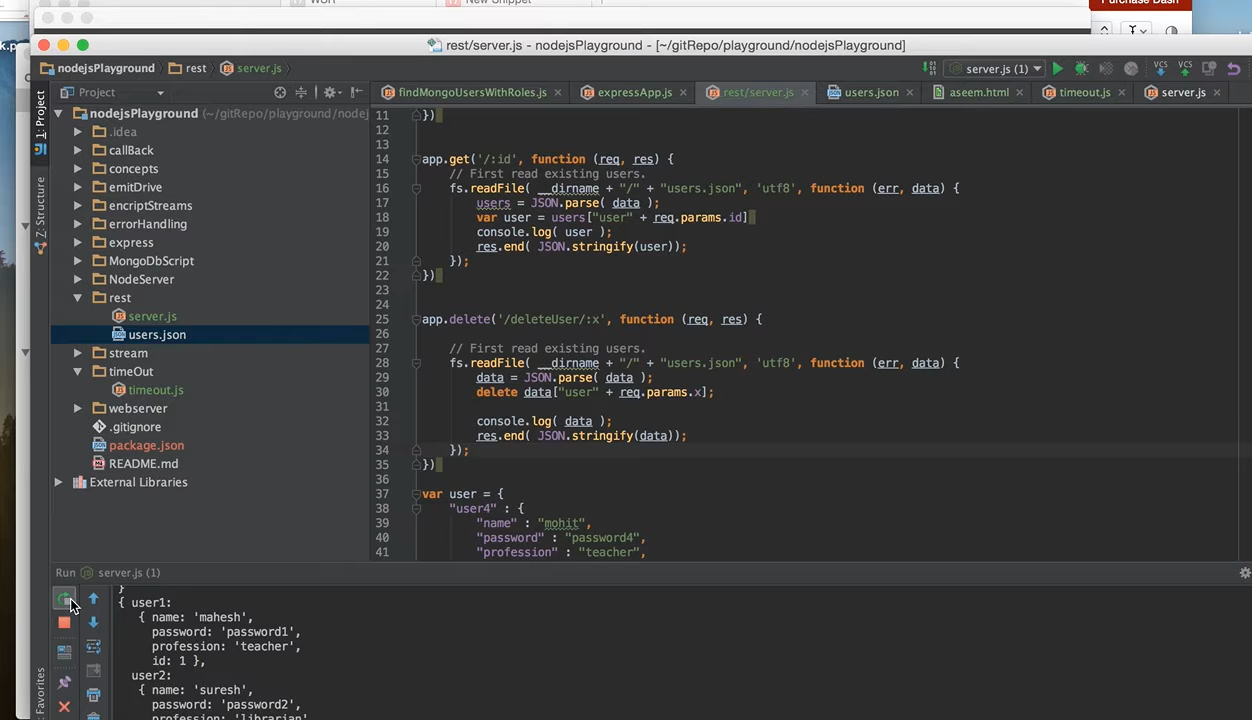 New Snippet
Purchase Dash
rest/server.js - nodejsPlayground - [~/gitRepo/playground/nodejsPlayground]
nodejsPlayground rest server.js
server.js (1) VCS VCS
1: Project
Z: Structure
Favorites
Project
findMongoUsersWithRoles.js expressApp.js rest/server.js users.json aseem.html timeout.js server.js
nodejsPlayground (~/gitRepo/playground/nodej
.idea
callBack
concepts
emitDrive
encriptStreams
errorHandling
express
MongoDbScript
NodeServer
rest
server.js
users.json
stream
timeOut
timeout.js
webserver
.gitignore
package.json
README.md
External Libraries
11 })
12
13
14 app.get('/:id', function (req, res) {
15 // First read existing users.
16 fs.readFile( __dirname + "/" + "users.json", 'utf8', function (err, data) {
17 users = JSON.parse( data );
18 var user = users["user" + req.params.id]
19 console.log( user );
20 res.end( JSON.stringify(user));
21 });
22 })
23
24
25 app.delete('/deleteUser/:x', function (req, res) {
26
27 // First read existing users.
28 fs.readFile( __dirname + "/" + "users.json", 'utf8', function (err, data) {
29 data = JSON.parse( data );
30 delete data["user" + req.params.x];
31
32 console.log( data );
33 res.end( JSON.stringify(data));
34 });
35 })
36
37 var user = {
38 "user4" : {
39 "name" : "mohit",
40 "password" : "password4",
41 "profession" : "teacher",
Run server.js (1)
}
{ user1:
{ name: 'mahesh',
password: 'password1',
profession: 'teacher',
id: 1 },
user2:
{ name: 'suresh',
password: 'password2',
profession: 'librarian'